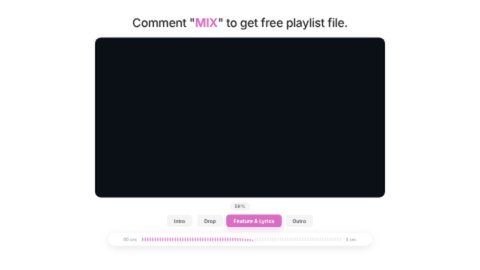 Comment "MIX" to get free playlist file.
58%
Intro Drop Feature & Lyrics Outro